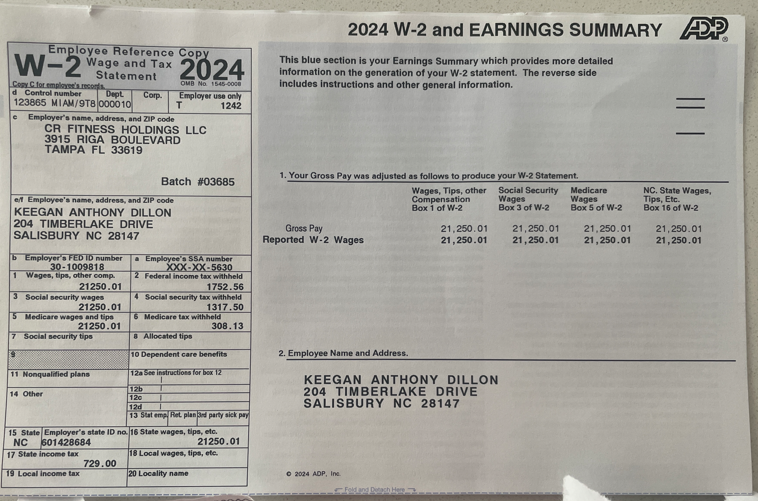 2024 W-2 and EARNINGS SUMMARY ADP
Employee Reference Copy
W-2 Wage and Tax Statement 2024
OMB No. 1545-0008
Copy C for employee's records.
d Control number Dept. Corp. Employer use only
123865 MIAM/9T8 000010 T 1242
c Employer's name, address, and ZIP code
CR FITNESS HOLDINGS LLC
3915 RIGA BOULEVARD
TAMPA FL 33619
Batch #03685
e/f Employee's name, address, and ZIP code
KEEGAN ANTHONY DILLON
204 TIMBERLAKE DRIVE
SALISBURY NC 28147
b Employer's FED ID number a Employee's SSA number
30-1009818 XXX-XX-5630
1 Wages, tips, other comp. 2 Federal income tax withheld
21250.01 1752.56
3 Social security wages 4 Social security tax withheld
21250.01 1317.50
5 Medicare wages and tips 6 Medicare tax withheld
21250.01 308.13
7 Social security tips 8 Allocated tips
9 10 Dependent care benefits
11 Nonqualified plans 12a See instructions for box 12
12b
14 Other 12c
12d
13 Stat emp. Ret. plan 3rd party sick pay
15 State Employer's state ID no. 16 State wages, tips, etc.
NC 601428684 21250.01
17 State income tax 18 Local wages, tips, etc.
729.00
19 Local income tax 20 Locality name
This blue section is your Earnings Summary which provides more detailed
information on the generation of your W-2 statement. The reverse side
includes instructions and other general information.
1. Your Gross Pay was adjusted as follows to produce your W-2 Statement.
Wages, Tips, other Social Security Medicare NC. State Wages,
Compensation Wages Wages Tips, Etc.
Box 1 of W-2 Box 3 of W-2 Box 5 of W-2 Box 16 of W-2
Gross Pay 21,250.01 21,250.01 21,250.01 21,250.01
Reported W-2 Wages 21,250.01 21,250.01 21,250.01 21,250.01
2. Employee Name and Address.
KEEGAN ANTHONY DILLON
204 TIMBERLAKE DRIVE
SALISBURY NC 28147
© 2024 ADP, Inc.
Fold and Detach Here